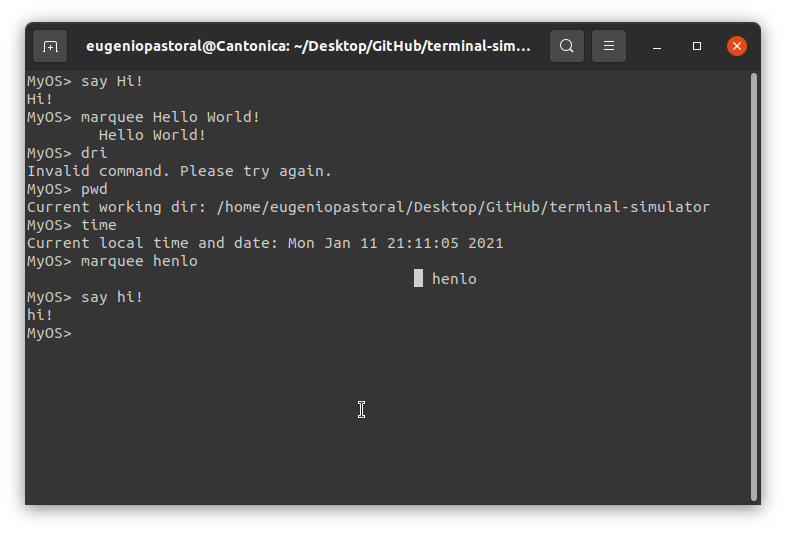 eugeniopastoral@Cantonica: ~/Desktop/GitHub/terminal-sim...
MyOS> say Hi!
Hi!
MyOS> marquee Hello World!
        Hello World!
MyOS> dri
Invalid command. Please try again.
MyOS> pwd
Current working dir: /home/eugeniopastoral/Desktop/GitHub/terminal-simulator
MyOS> time
Current local time and date: Mon Jan 11 21:11:05 2021
MyOS> marquee henlo
                                             henlo
MyOS> say hi!
hi!
MyOS>